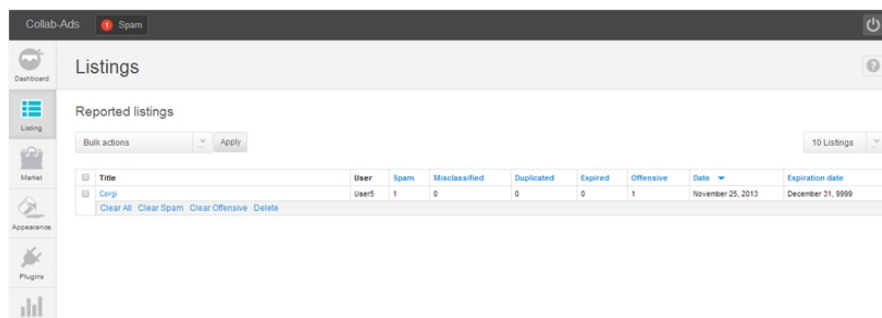 Collab-Ads 1 Spam
Dashboard
Listings
Listing
Reported listings
Bulk actions Apply 10 Listings
Market
Title User Spam Misclassified Duplicated Expired Offensive Date Expiration date
Corgi User5 1 0 0 0 1 November 25, 2013 December 31, 9999
Clear All Clear Spam Clear Offensive Delete
Appearance
Plugins